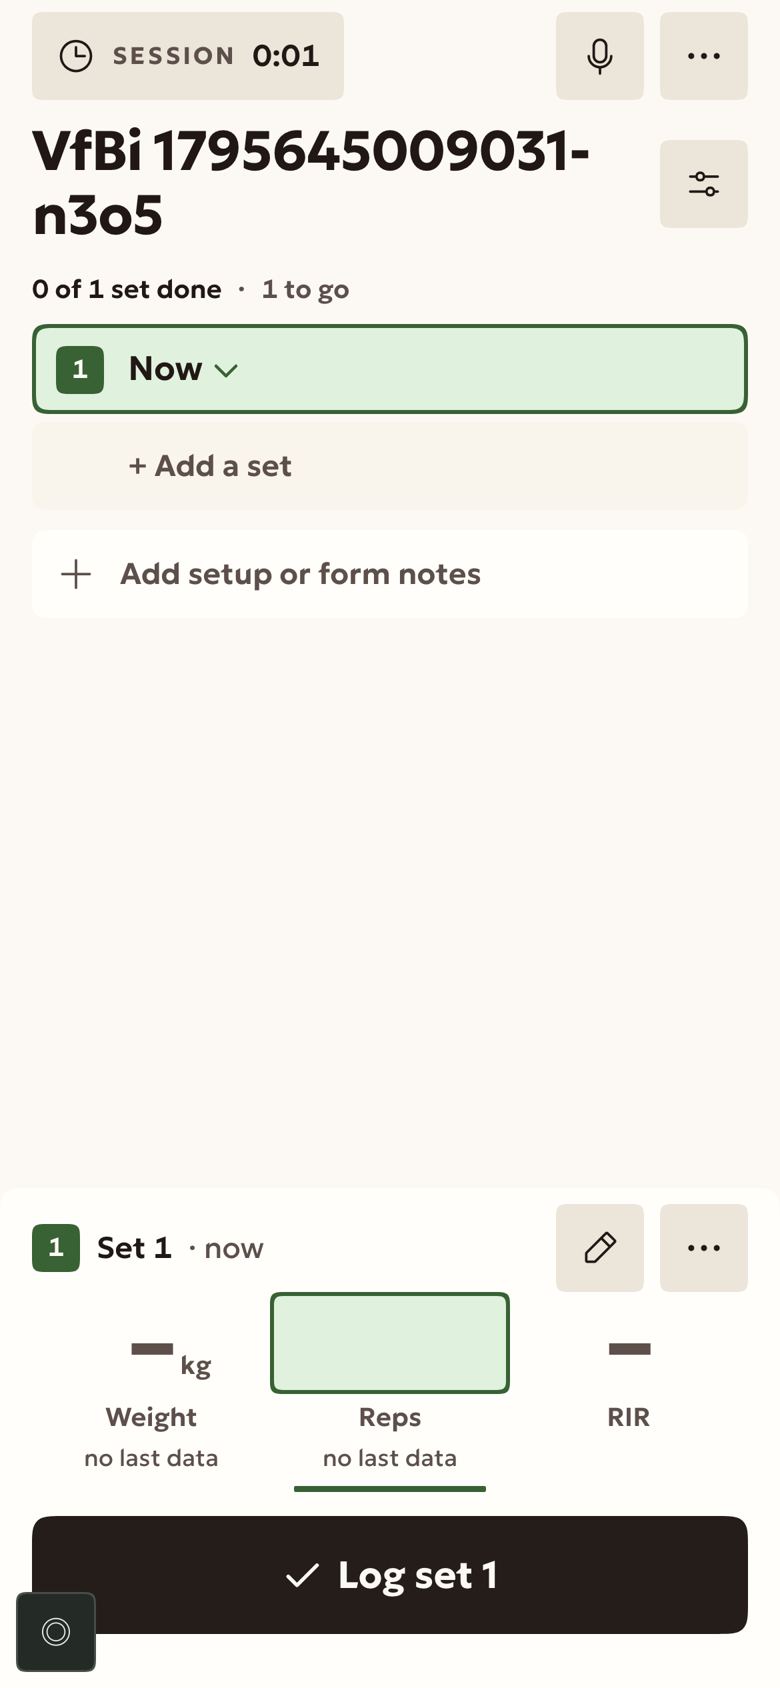 SESSION 0:01
VfBi 1795645009031-
n3o5
0 of 1 set done · 1 to go
1 Now
+ Add a set
Add setup or form notes
1 Set 1 · now
– kg
–
Weight
Reps
RIR
no last data
no last data
Log set 1